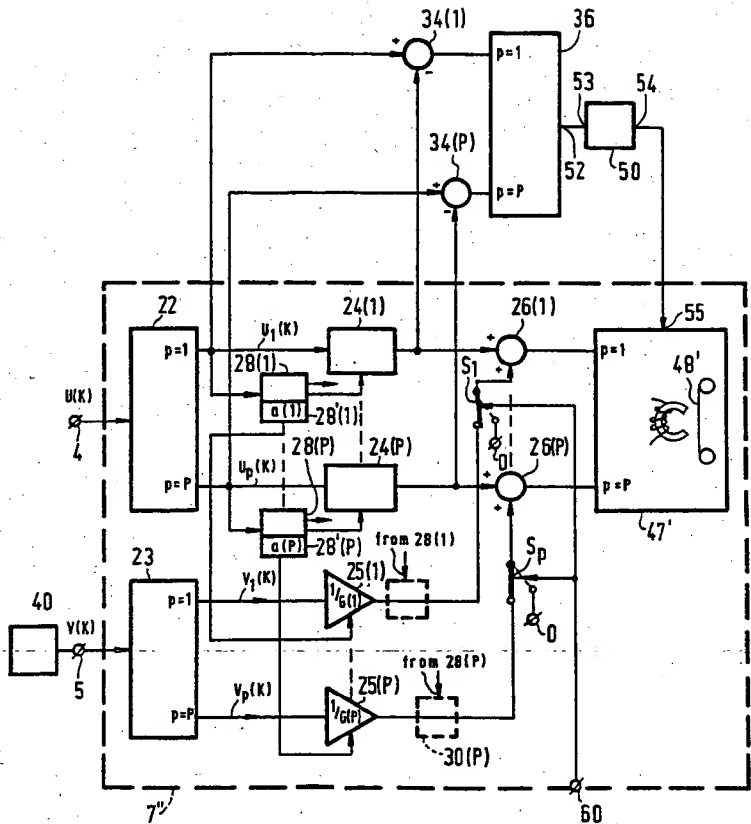 34(1)
36
+
-
p=1
53
54
52
50
34(P)
+
-
p=P
22
24(1)
26(1)
55
p=1
U₁(K)
+
+
p=1
48'
28(1)
S₁
U(K)
a(1)
28'(1)
4
28(P)
24(P)
0
26(P)
p=P
Uₚ(K)
+
+
p=P
47'
a(P)
28'(P)
from 28(1)
23
25(1)
Sₚ
40
V(K)
p=1
V₁(K)
1/G(1)
0
5
from 28(P)
25(P)
p=P
Vₚ(K)
1/G(P)
30(P)
7"
60